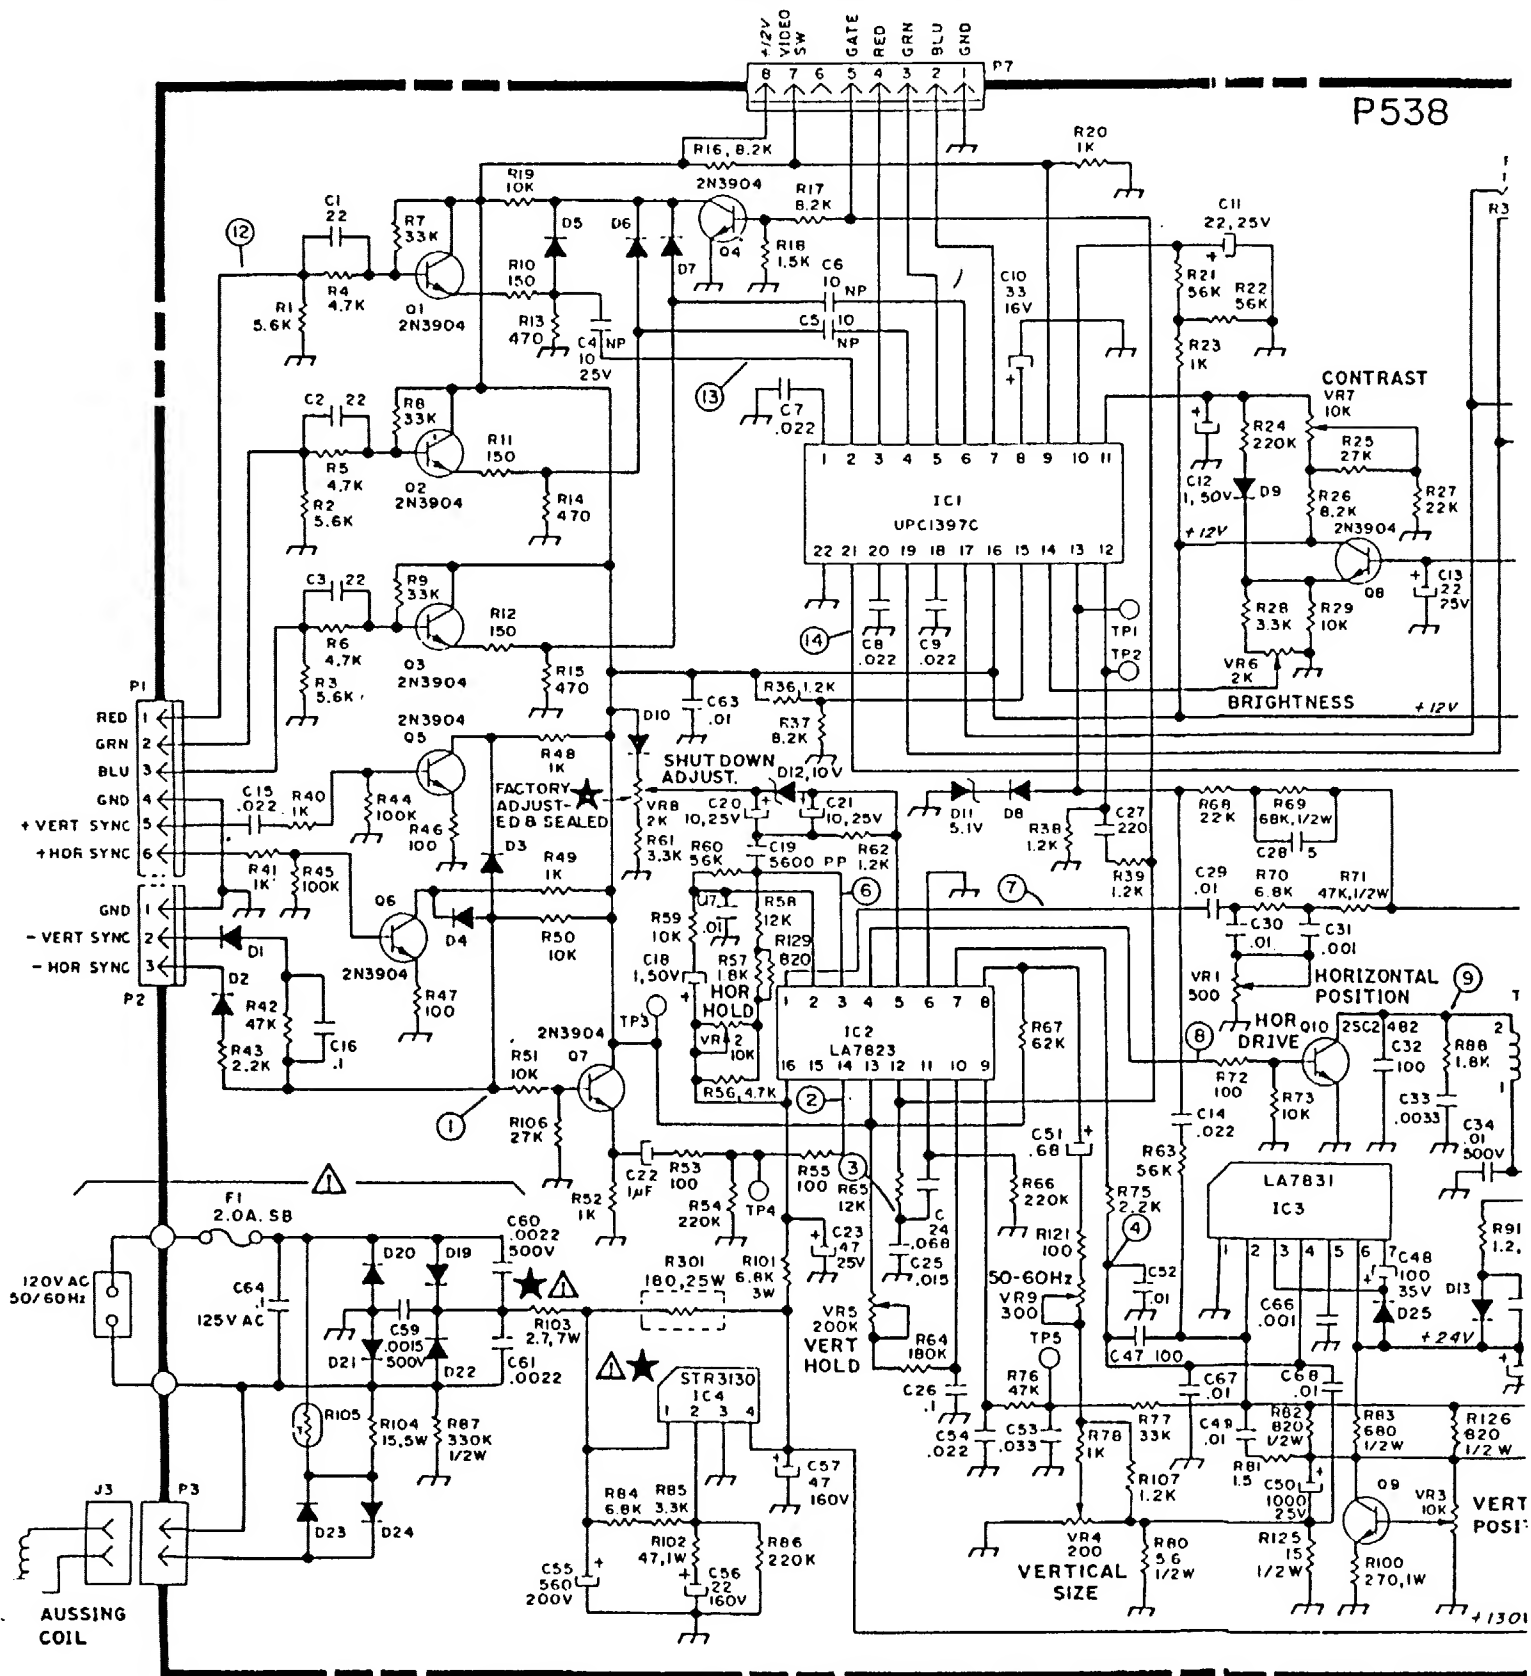 +12V
VIDEO
SW
GATE
RED
GRN
BLU
GND
8 7 6 5 4 3 2 1
P7
P538
R16, 8.2K
2N3904
R20
1K
R19
10K
R17
8.2K
C1
22
R7
33K
D5
D6
D7
Q4
R18
1.5K
C11
22, 25V
12
R1
5.6K
R4
4.7K
Q1
2N3904
R10
150
R13
470
C4 NP
10
25V
C6
10
NP
C5
10
NP
C10
33
16V
R21
56K
R22
56K
R23
1K
13
C7
.022
CONTRAST
VR7
10K
C2
22
R8
33K
R5
4.7K
R2
5.6K
Q2
2N3904
R11
150
R14
470
1 2 3 4 5 6 7 8 9 10 11
IC1
UPC1397C
22 21 20 19 18 17 16 15 14 13 12
C12
1, 50V
R24
220K
D9
R25
27K
R26
8.2K
R27
22K
2N3904
+12V
Q8
C13
22
25V
C3
22
R9
33K
R6
4.7K
R3
5.6K
Q3
2N3904
R12
150
R15
470
14
C8
.022
C9
.022
TP1
TP2
R28
3.3K
R29
10K
VR6
2K
BRIGHTNESS
+12V
P1
RED 1
GRN 2
BLU 3
GND 4
+VERT SYNC 5
+HOR SYNC 6
GND 1
-VERT SYNC 2
-HOR SYNC 3
P2
2N3904
Q5
C63
.01
R36, 1.2K
R37
8.2K
D10
R48
1K
SHUT DOWN
ADJUST.
FACTORY
ADJUST-
ED & SEALED
VR8
2K
R61
3.3K
D12, 10V
C20
10, 25V
C21
10, 25V
R62
1.2K
D11
5.1V
D8
R38
1.2K
C27
220
R39
1.2K
R68
22K
R69
68K, 1/2W
C28
5
C15
.022
R40
1K
R44
100K
R46
100
D3
R41
1K
R45
100K
Q6
2N3904
D4
R49
1K
R50
10K
R47
100
R60
56K
C19
5600 PP
6
7
R59
10K
.01
R58
12K
R129
820
R57
1.8K
C18
1, 50V
HOR
HOLD
VR2
10K
R56, 4.7K
C29
.01
R70
6.8K
R71
47K, 1/2W
C30
.01
C31
.001
VR1
500
HORIZONTAL
POSITION
9
D1
D2
R42
47K
R43
2.2K
C16
.1
1
TP3
2N3904
Q7
R51
10K
R106
27K
1 2 3 4 5 6 7 8
IC2
LA7823
16 15 14 13 12 11 10 9
R67
62K
8
HOR
DRIVE
Q10
2SC2482
R72
100
R73
10K
C32
100
R88
1.8K
C33
.0033
C34
.01
500V
2
1
2
3
C14
.022
R63
56K
C51
.68
C22
1µF
R53
100
R54
220K
TP4
R55
100
R52
1K
R65
12K
C
24
.068
C25
.015
R66
220K
R75
2.2K
4
R121
100
LA7831
IC3
1 2 3 4 5 6 7
R91
1.2,
F1
2.0A. SB
120V AC
50/60Hz
C64
.1
125V AC
D20
D19
C60
.0022
500V
C59
.0015
500V
D21
D22
C61
.0022
R103
2.7, 7W
R301
180, 25W
R101
6.8K
3W
C23
47
25V
VR5
200K
VERT
HOLD
R64
180K
50-60Hz
VR9
300
TP5
C52
.01
C47 100
C66
.001
C48
100
35V
D25
D13
+24V
R105
T
R104
15, 5W
R87
330K
1/2W
STR3130
IC4
1 2 3 4
C26
.1
R76
47K
C54
.022
C53
.033
R78
1K
R77
33K
R107
1.2K
C67
.01
C68
.01
C49
.01
R82
820
1/2W
R83
680
1/2W
R126
820
1/2W
R81
1.5
C50
1000
25V
Q9
VR3
10K
VERT
J3
P3
D23
D24
R84
6.8K
R85
3.3K
C57
47
160V
R102
47, 1W
R86
220K
C55
560
200V
C56
22
160V
VR4
200
VERTICAL
SIZE
R80
5.6
1/2W
R125
15
1/2W
R100
270, 1W
AUSSING
COIL